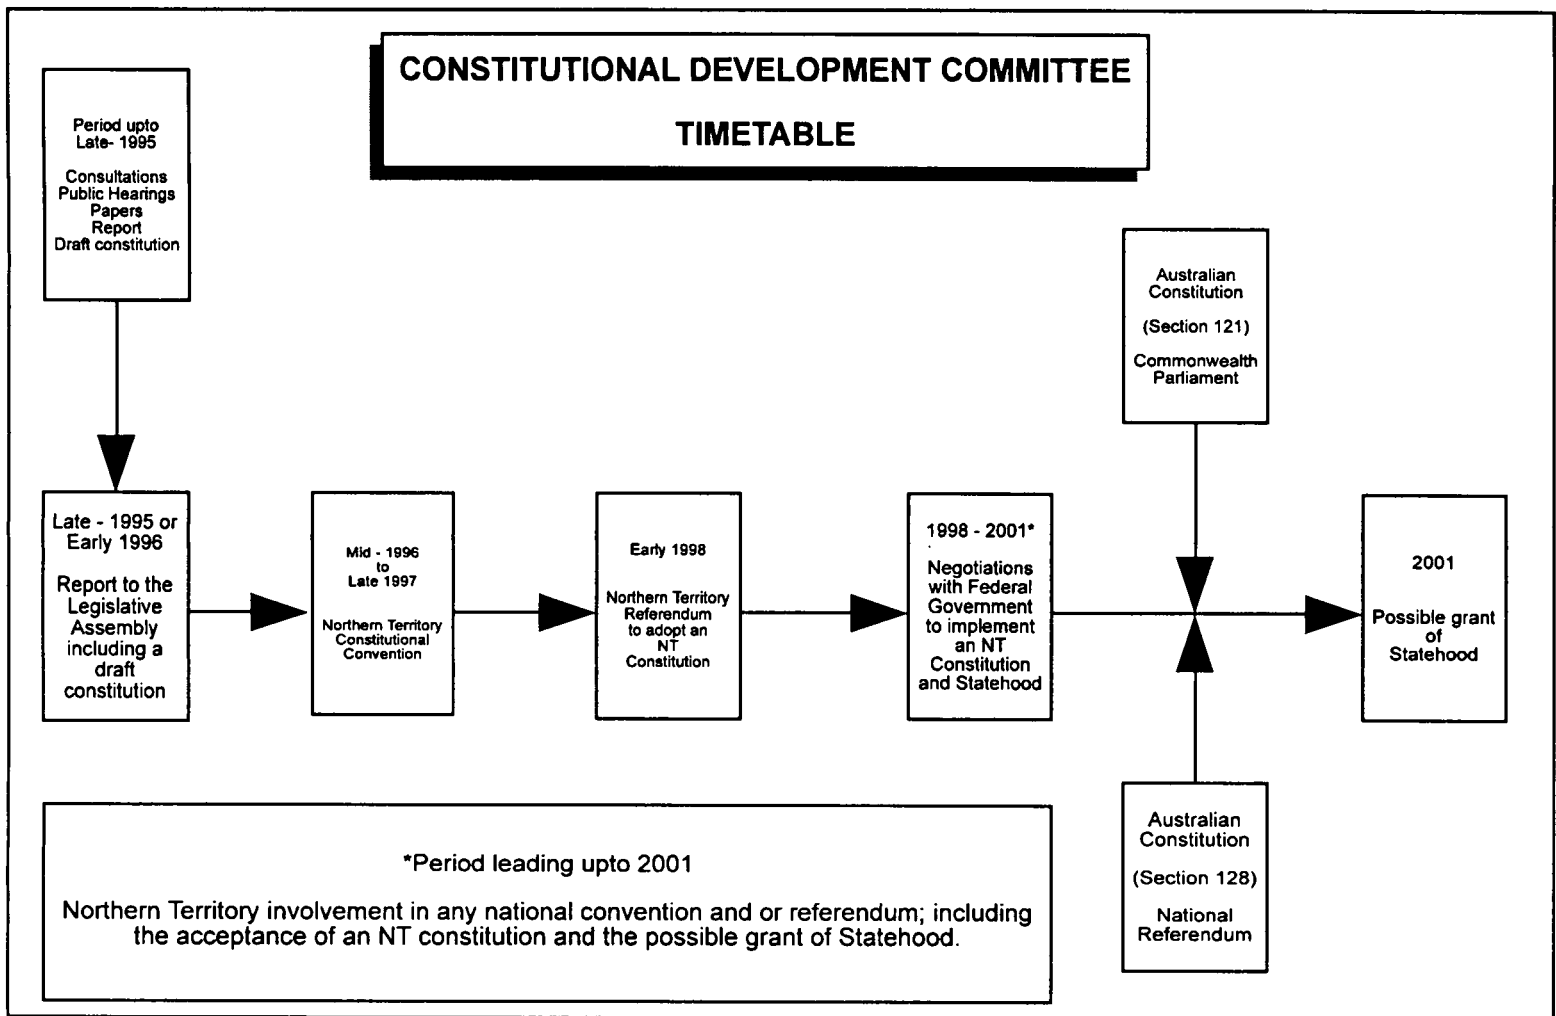 CONSTITUTIONAL DEVELOPMENT COMMITTEE
TIMETABLE
Period upto
Late- 1995
Consultations
Public Hearings
Papers
Report
Draft constitution
Late - 1995 or
Early 1996
Report to the
Legislative
Assembly
including a
draft
constitution
Mid - 1996
to
Late 1997
Northern Territory
Constitutional
Convention
Early 1998
Northern Territory
Referendum
to adopt an
NT
Constitution
1998 - 2001*
Negotiations
with Federal
Government
to implement
an NT
Constitution
and Statehood
Australian
Constitution
(Section 121)
Commonwealth
Parliament
Australian
Constitution
(Section 128)
National
Referendum
2001
Possible grant
of
Statehood
*Period leading upto 2001
Northern Territory involvement in any national convention and or referendum; including
the acceptance of an NT constitution and the possible grant of Statehood.